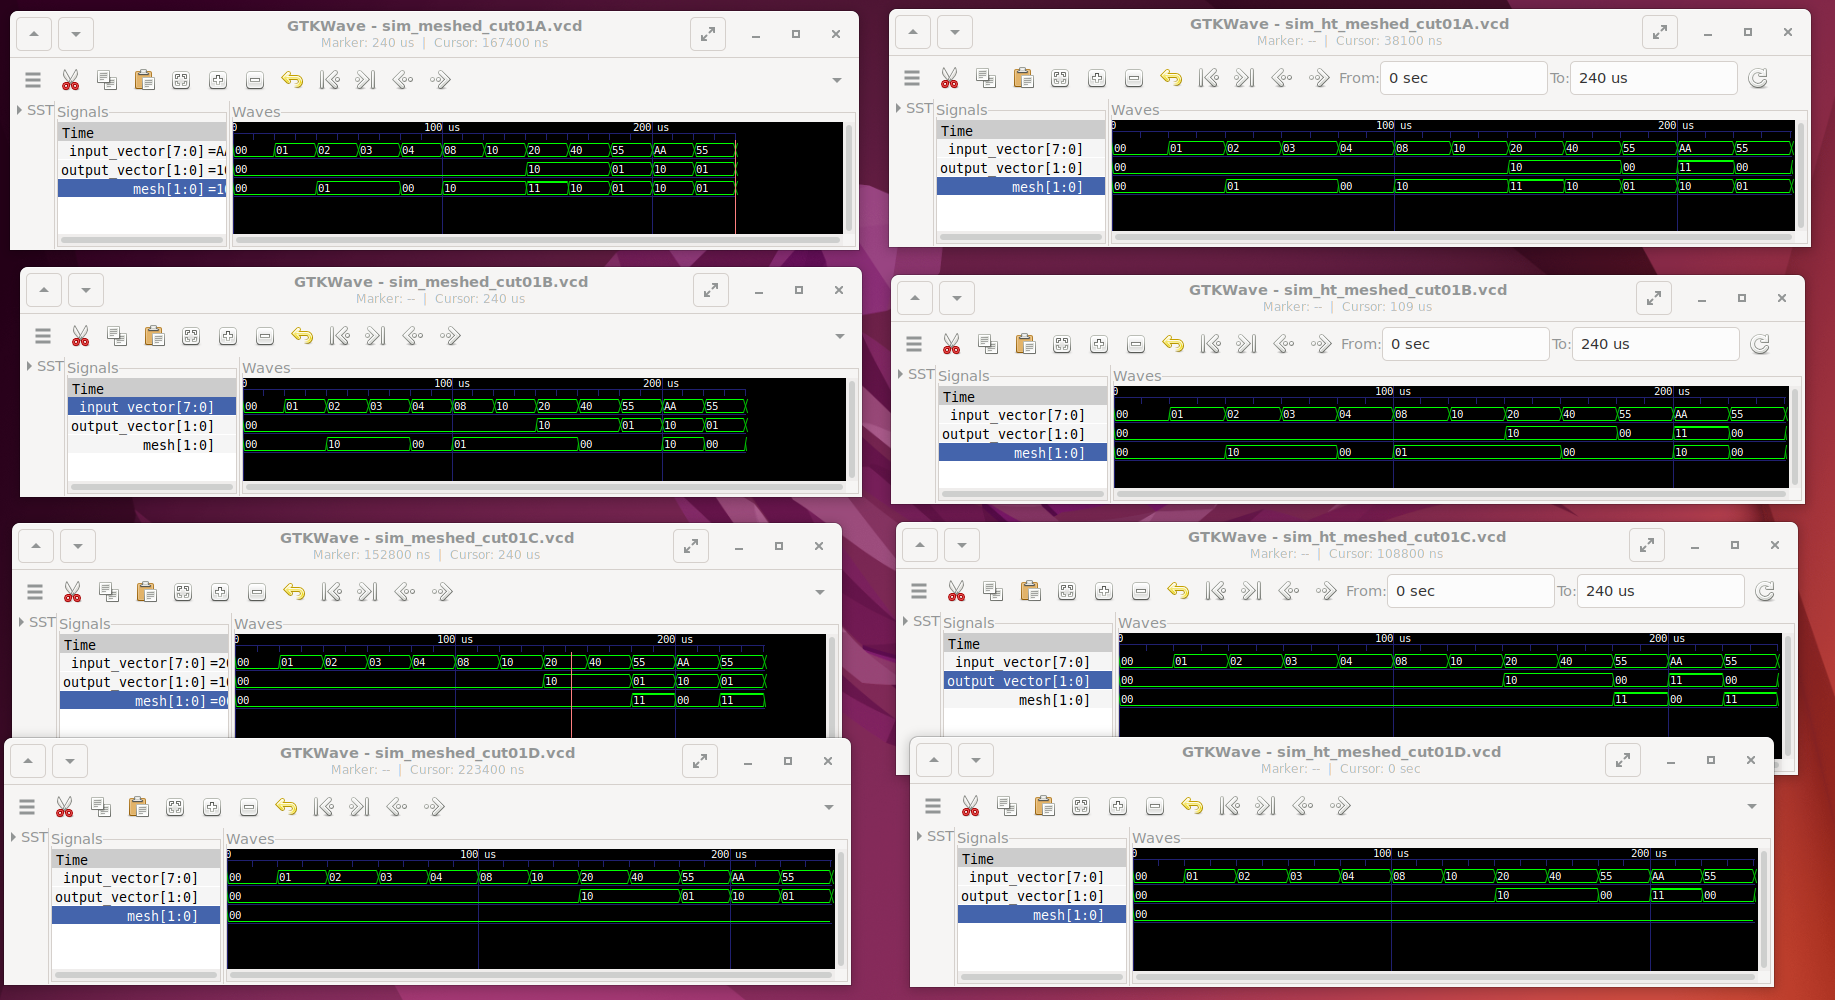 GTKWave - sim_meshed_cut01A.vcd
Marker: 240 us | Cursor: 167400 ns
SST
Signals
Waves
Time
input_vector[7:0] =AA
output_vector[1:0] =10
mesh[1:0] =10
0 100 us 200 us
00 01 02 03 04 08 10 20 40 55 AA 55
00 10 01 10 01
00 01 00 10 11 10 01 10 01
GTKWave - sim_ht_meshed_cut01A.vcd
Marker: -- | Cursor: 38100 ns
From: 0 sec To: 240 us
SST
Signals
Waves
Time
input_vector[7:0]
output_vector[1:0]
mesh[1:0]
0 100 us 200 us
00 01 02 03 04 08 10 20 40 55 AA 55
00 10 00 11 00
00 01 00 10 11 10 01 10 01
GTKWave - sim_meshed_cut01B.vcd
Marker: -- | Cursor: 240 us
SST
Signals
Waves
Time
input_vector[7:0]
output_vector[1:0]
mesh[1:0]
0 100 us 200 us
00 01 02 03 04 08 10 20 40 55 AA 55
00 10 01 10 01
00 10 00 01 00 10 00
GTKWave - sim_ht_meshed_cut01B.vcd
Marker: -- | Cursor: 109 us
From: 0 sec To: 240 us
SST
Signals
Waves
Time
input_vector[7:0]
output_vector[1:0]
mesh[1:0]
0 100 us 200 us
00 01 02 03 04 08 10 20 40 55 AA 55
00 10 00 11 00
00 10 00 01 00 10 00
GTKWave - sim_meshed_cut01C.vcd
Marker: 152800 ns | Cursor: 240 us
SST
Signals
Waves
Time
input_vector[7:0] =20
output_vector[1:0] =10
mesh[1:0] =00
0 100 us 200 us
00 01 02 03 04 08 10 20 40 55 AA 55
00 10 01 10 01
00 11 00 11
GTKWave - sim_ht_meshed_cut01C.vcd
Marker: -- | Cursor: 108800 ns
From: 0 sec To: 240 us
SST
Signals
Waves
Time
input_vector[7:0]
output_vector[1:0]
mesh[1:0]
0 100 us 200 us
00 01 02 03 04 08 10 20 40 55 AA 55
00 10 00 11 00
00 11 00 11
GTKWave - sim_meshed_cut01D.vcd
Marker: -- | Cursor: 223400 ns
SST
Signals
Waves
Time
input_vector[7:0]
output_vector[1:0]
mesh[1:0]
0 100 us 200 us
00 01 02 03 04 08 10 20 40 55 AA 55
00 10 01 10 01
00
GTKWave - sim_ht_meshed_cut01D.vcd
Marker: -- | Cursor: 0 sec
SST
Signals
Waves
Time
input_vector[7:0]
output_vector[1:0]
mesh[1:0]
0 100 us 200 us
00 01 02 03 04 08 10 20 40 55 AA 55
00 10 00 11 00
00